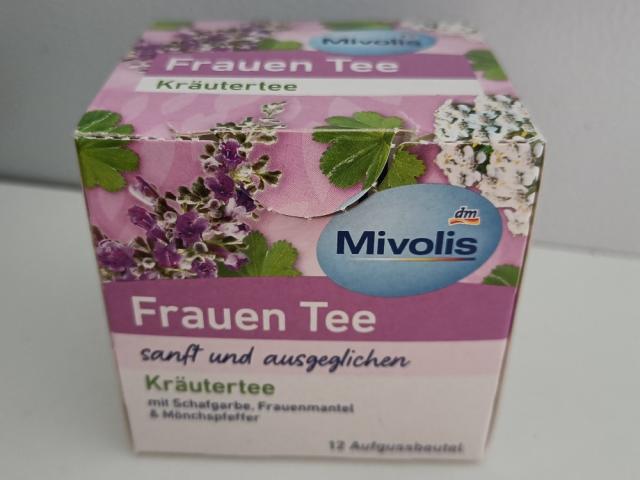 Mivolis
Frauen Tee
Kräutertee
dm
Mivolis
Frauen Tee
sanft und ausgeglichen
Kräutertee
mit Schafgarbe, Frauenmantel
& Mönchspfeffer
12 Aufgussbeutel